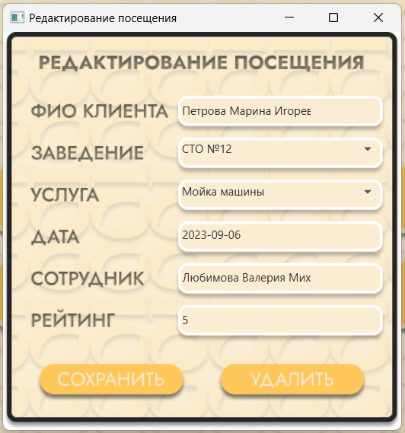 Редактирование посещения
РЕДАКТИРОВАНИЕ ПОСЕЩЕНИЯ
ФИО КЛИЕНТА Петрова Марина Игорев
ЗАВЕДЕНИЕ СТО №12
УСЛУГА Мойка машины
ДАТА 2023-09-06
СОТРУДНИК Любимова Валерия Мих
РЕЙТИНГ 5
СОХРАНИТЬ УДАЛИТЬ